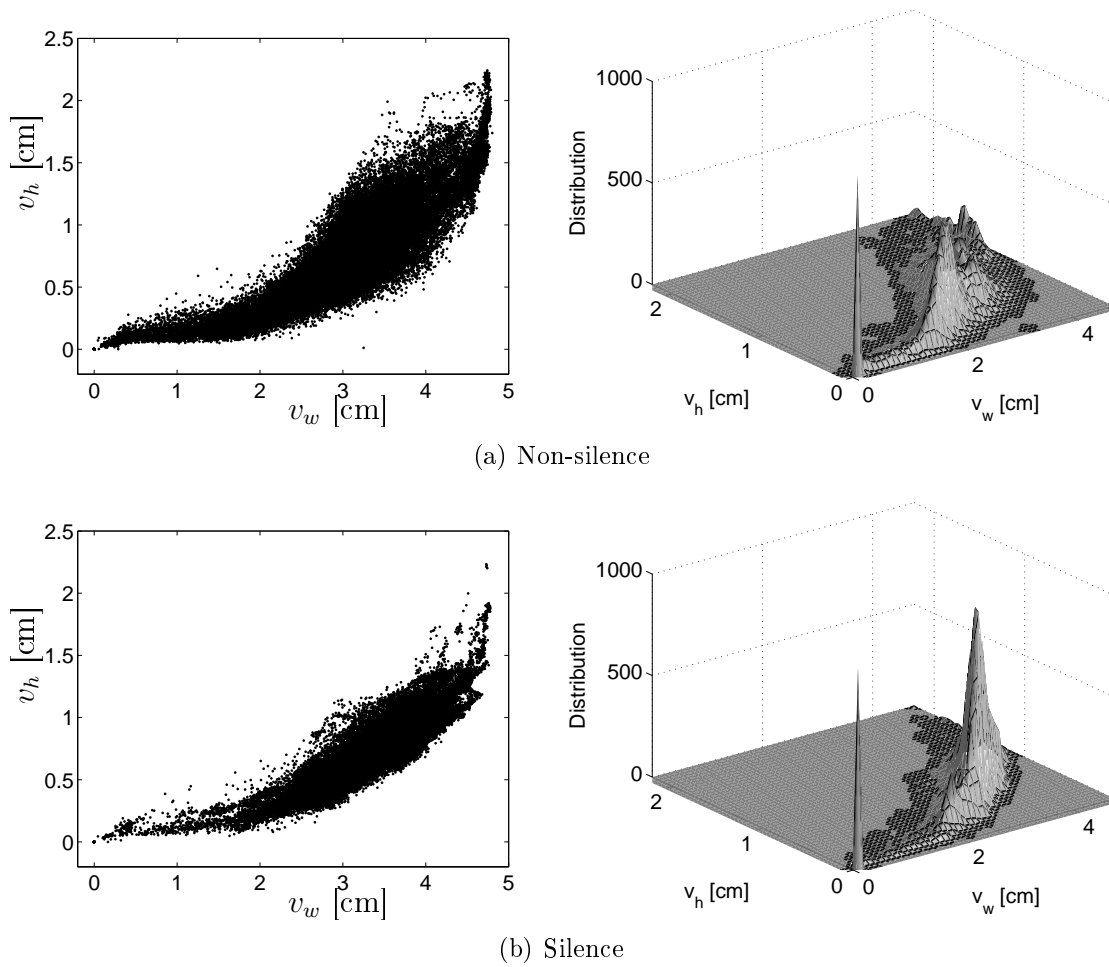 2.5
2
1.5
1
0.5
0
0 1 2 3 4 5
v_h [cm]
v_w [cm]
1000
500
0
Distribution
2
1
0
v_h [cm]
0
2
4
v_w [cm]
(a) Non-silence
2.5
2
1.5
1
0.5
0
0 1 2 3 4 5
v_h [cm]
v_w [cm]
1000
500
0
Distribution
2
1
0
v_h [cm]
0
2
4
v_w [cm]
(b) Silence